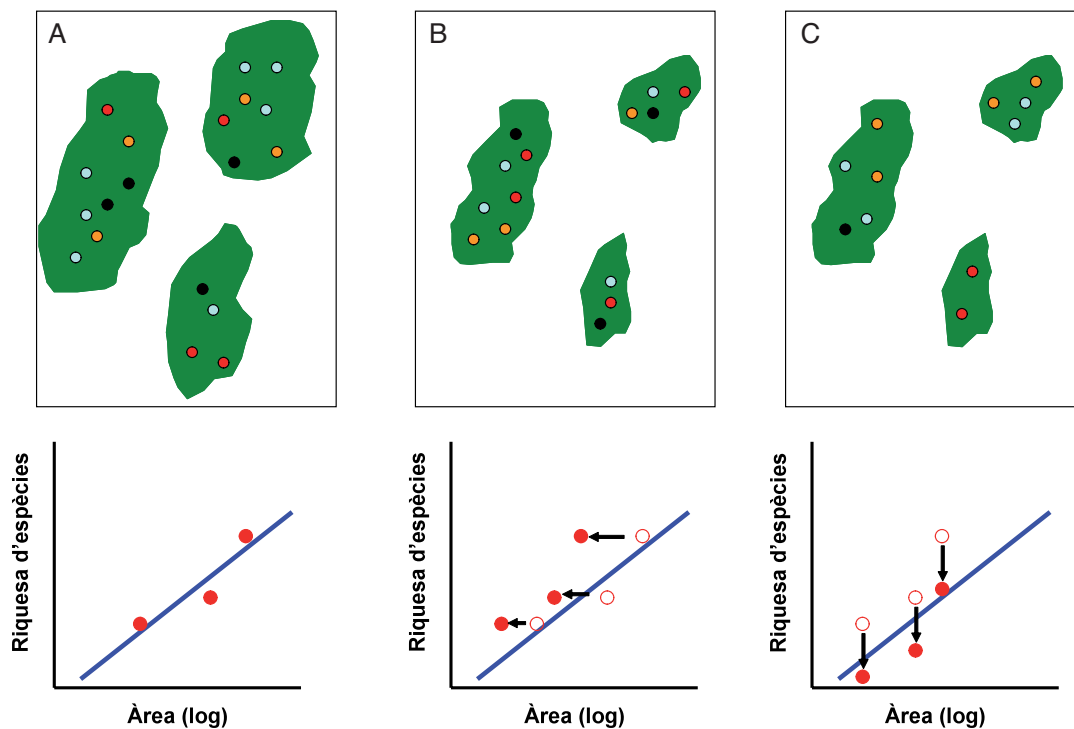 A
B
C
Riquesa d'espècies
Àrea (log)
Riquesa d'espècies
Àrea (log)
Riquesa d'espècies
Àrea (log)